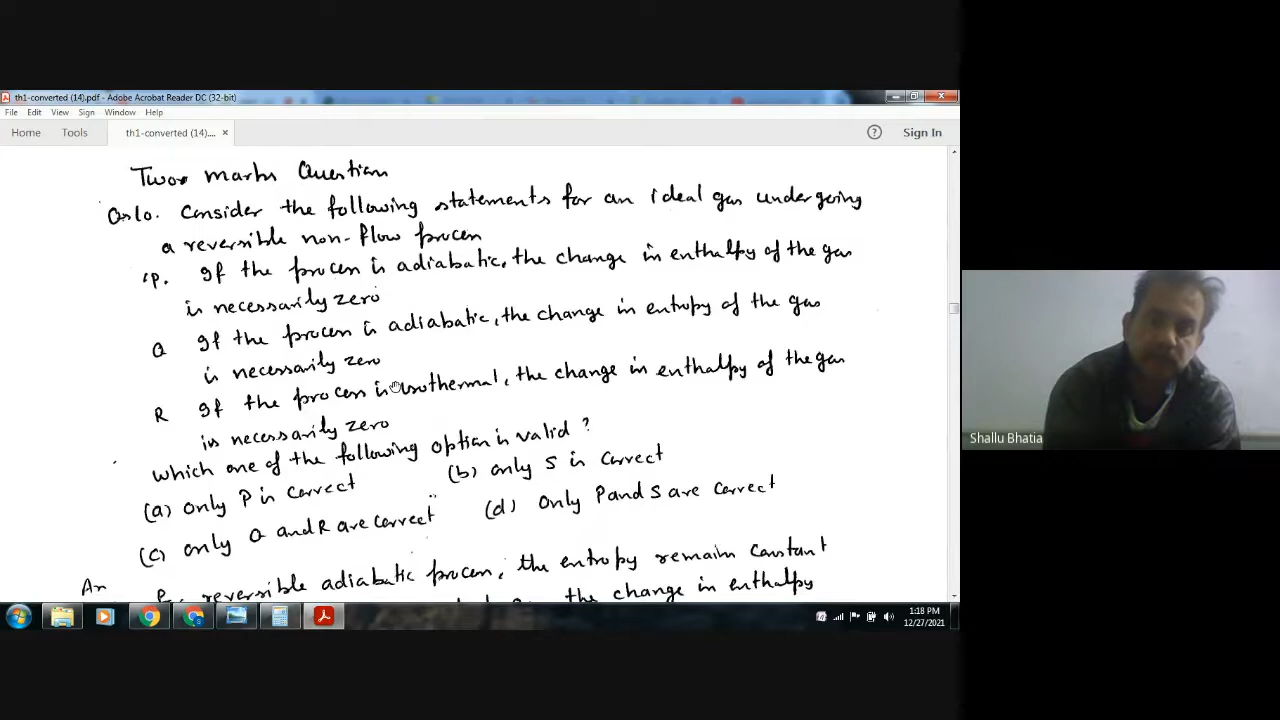 th1-converted (14).pdf - Adobe Acrobat Reader DC (32-bit)
File Edit View Sign Window Help
Home Tools th1-converted (14).... × ? Sign In
Two marks Question
Qs10. Consider the following statements for an ideal gas undergoing
a reversible non-flow process
P. If the process is adiabatic, the change in enthalpy of the gas
is necessarily zero
Q If the process is adiabatic, the change in entropy of the gas
is necessarily zero
R If the process is isothermal, the change in enthalpy of the gas
is necessarily zero
Which one of the following option is valid ?
(a) only P is correct (b) only S is correct
(c) only Q and R are correct (d) Only P and S are correct
An For reversible adiabatic process, the entropy remain constant
the change in enthalpy
Shallu Bhatia
1:18 PM
12/27/2021